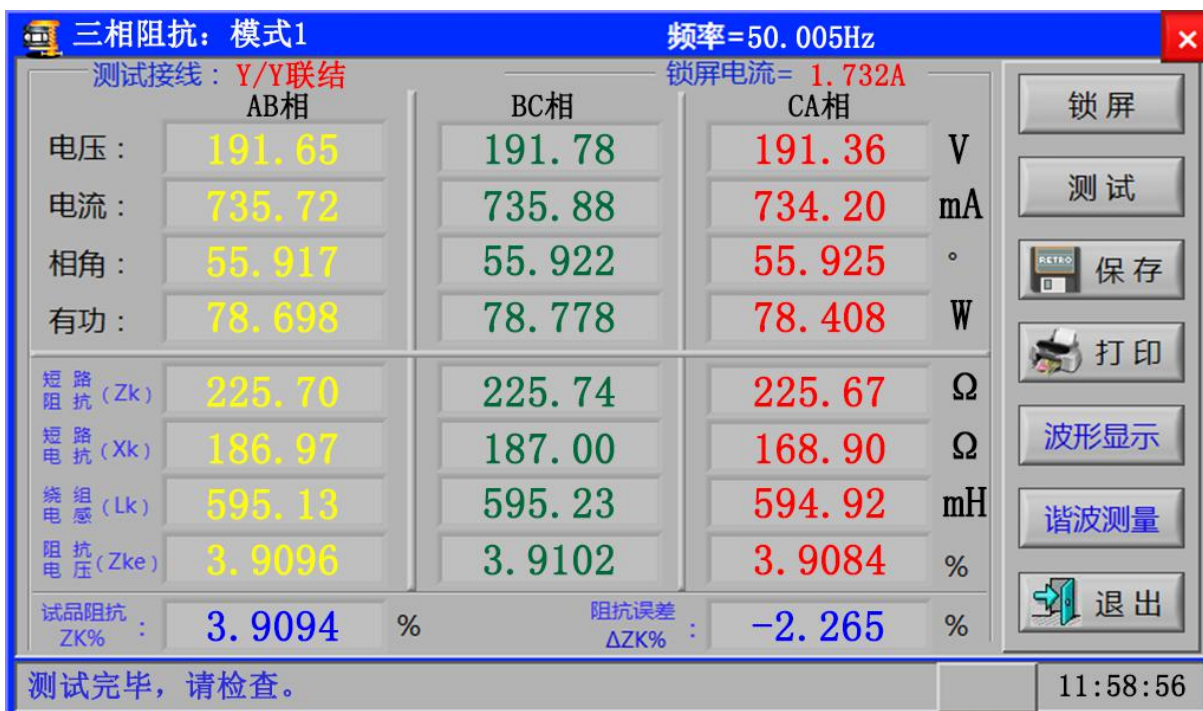 三相阻抗：模式1 频率=50.005Hz
测试接线：Y/Y联结 锁屏电流= 1.732A
AB相 BC相 CA相
锁屏
电压： 191.65 191.78 191.36 V
测试
电流： 735.72 735.88 734.20 mA
相角： 55.917 55.922 55.925 °
RETRO 保存
有功： 78.698 78.778 78.408 W
打印
短路阻抗(Zk) 225.70 225.74 225.67 Ω
短路电抗(Xk) 186.97 187.00 168.90 Ω
波形显示
绕组电感(Lk) 595.13 595.23 594.92 mH
谐波测量
阻抗电压(Zke) 3.9096 3.9102 3.9084 %
试品阻抗ZK%： 3.9094 % 阻抗误差ΔZK%： -2.265 %
退出
测试完毕，请检查。 11:58:56